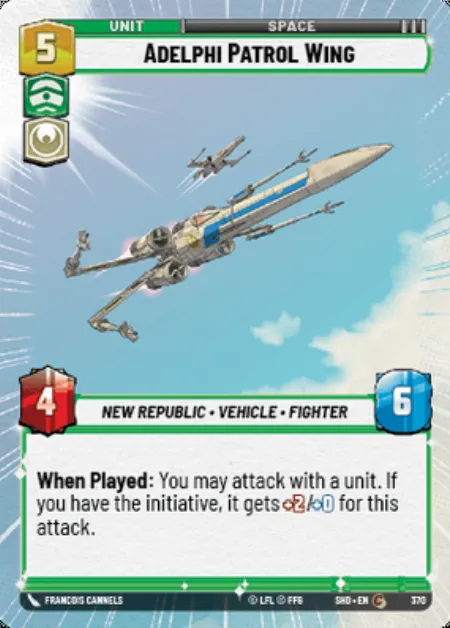 UNIT
SPACE
5
ADELPHI PATROL WING
4
NEW REPUBLIC • VEHICLE • FIGHTER
6
When Played: You may attack with a unit. If
you have the initiative, it gets +2/+0 for this
attack.
FRANCOIS CANNELS
© LFL © FFG
SHD • EN
C
370